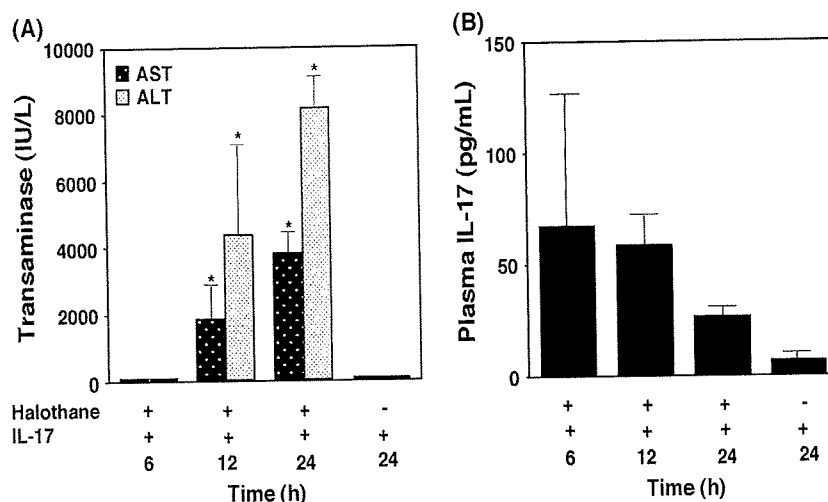 (A)
Transaminase (IU/L)
10000
8000
6000
4000
2000
0
AST
ALT
*
*
*
*
Halothane + + + -
IL-17 + + + +
6 12 24 24
Time (h)
(B)
Plasma IL-17 (pg/mL)
150
100
50
0
+ + + -
+ + + +
6 12 24 24
Time (h)